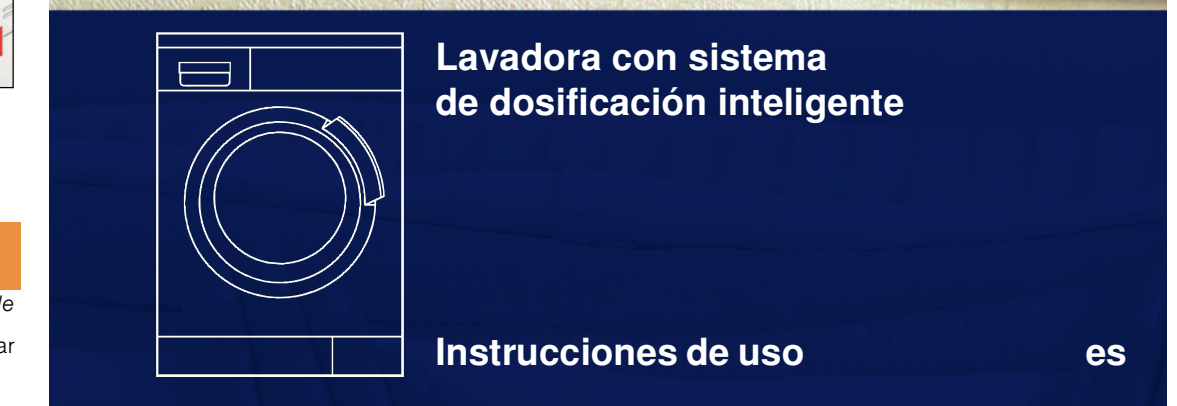 Lavadora con sistema
de dosificación inteligente
Instrucciones de uso es